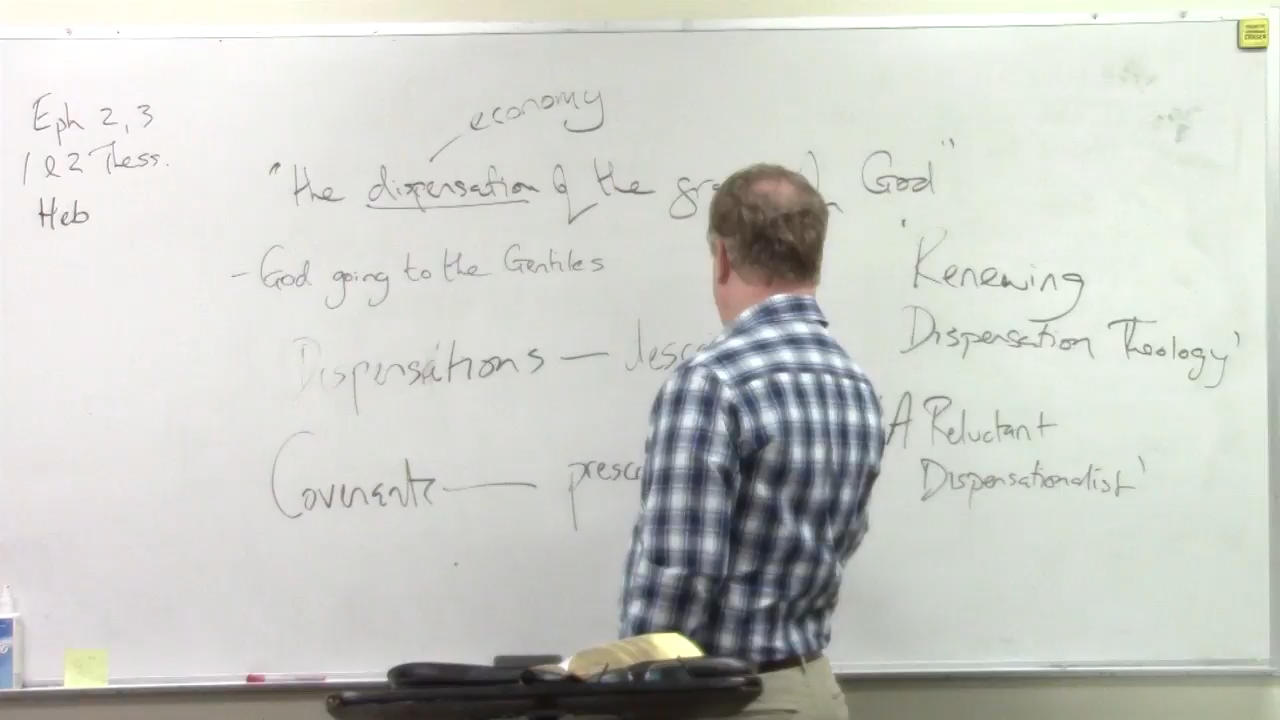 Eph 2, 3
1 & 2 Thess.
Heb
economy
"the dispensation of the God"
- God going to the Gentiles
Dispensations —
Covenants —
'Renewing
Dispensation Theology'
'A Reluctant
Dispensationalist'